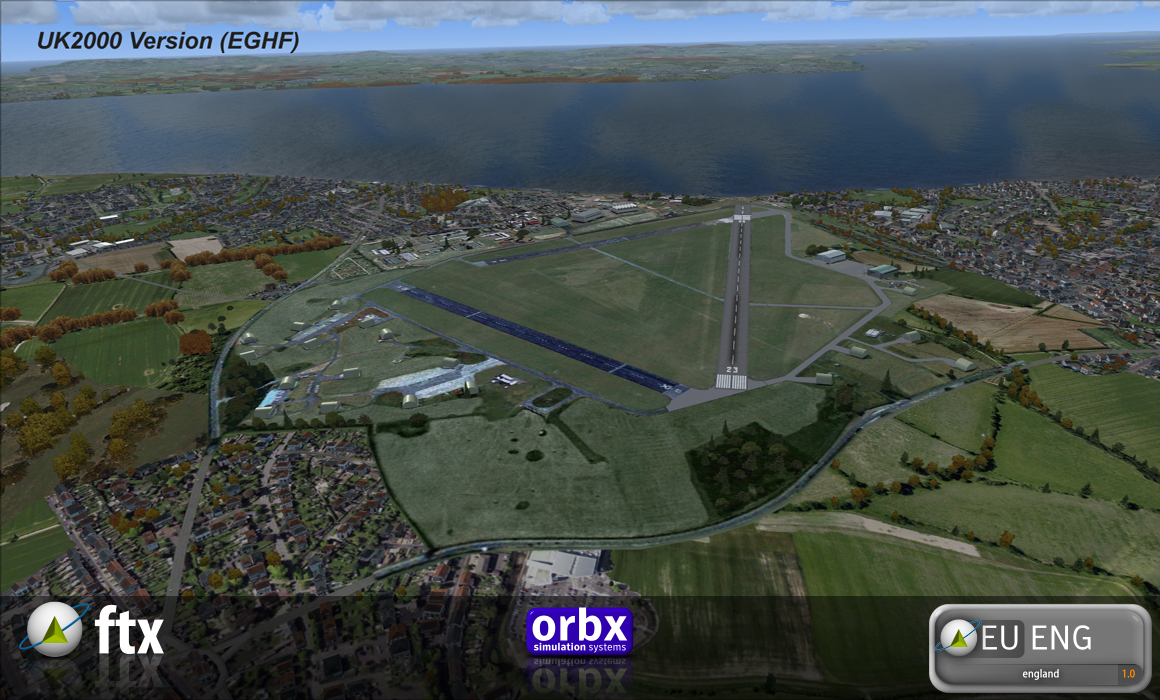 UK2000 Version (EGHF)
23
ftx
orbx
simulation systems
EU ENG
england
1.0